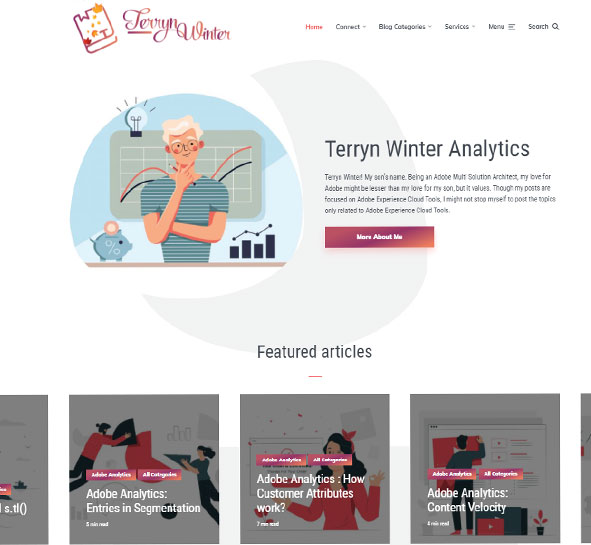 Terryn Winter
Home Connect Blog Categories Services Menu Search
Terryn Winter Analytics
Terryn Winter! My son's name. Being an Adobe Multi Solution Architect, my love for
Adobe might be lesser than my love for my son, but it values. Though my posts are
focused on Adobe Experience Cloud Tools, I might not stop myself to post the topics
only related to Adobe Experience Cloud Tools.
More About Me
%
Featured articles
s.tl()
Adobe Analytics All Categories
Adobe Analytics:
Entries in Segmentation
5 min read
Adobe Analytics All Categories
Adobe Analytics : How
Customer Attributes
work?
7 min read
Adobe Analytics All Categories
Adobe Analytics:
Content Velocity
4 min read